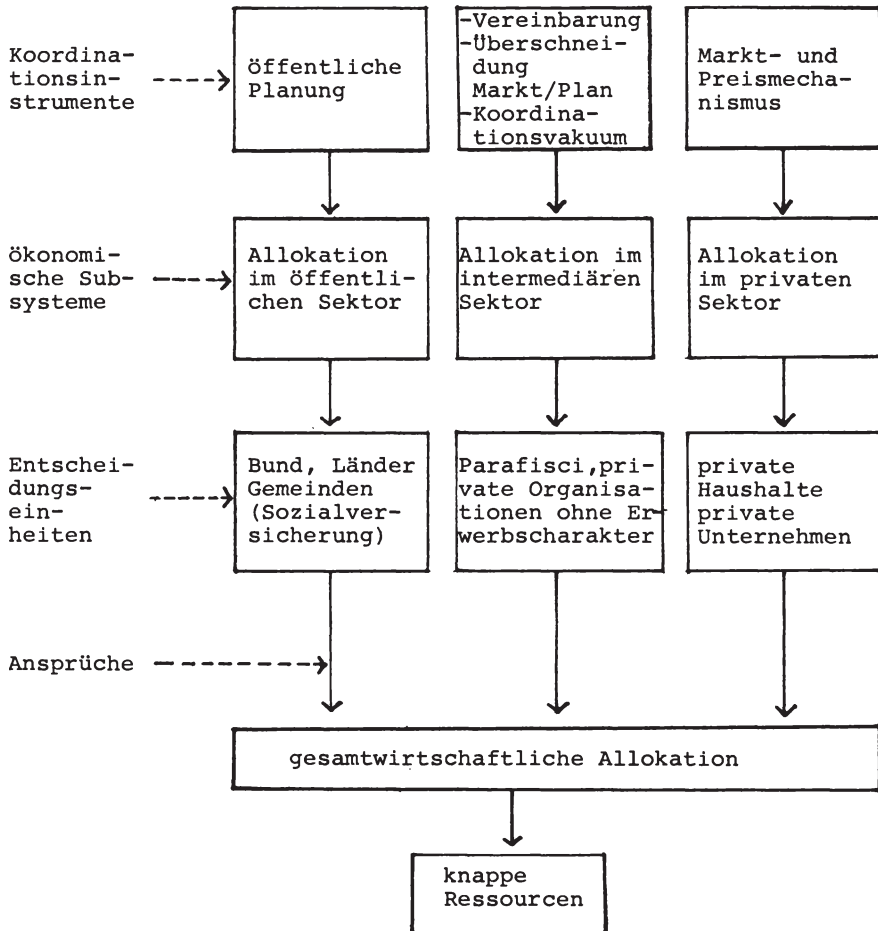 Koordina-
tionsin-
strumente
öffentliche
Planung
-Vereinbarung
-Überschnei-
dung
Markt/Plan
-Koordina-
tionsvakuum
Markt- und
Preismecha-
nismus
ökonomi-
sche Sub-
systeme
Allokation
im öffentli-
chen Sektor
Allokation im
intermediären
Sektor
Allokation
im privaten
Sektor
Entschei-
dungs-
ein-
heiten
Bund, Länder
Gemeinden
(Sozialver-
sicherung)
Parafisci,pri-
vate Organisa-
tionen ohne Er-
werbscharakter
private
Haushalte
private
Unternehmen
Ansprüche
gesamtwirtschaftliche Allokation
knappe
Ressourcen